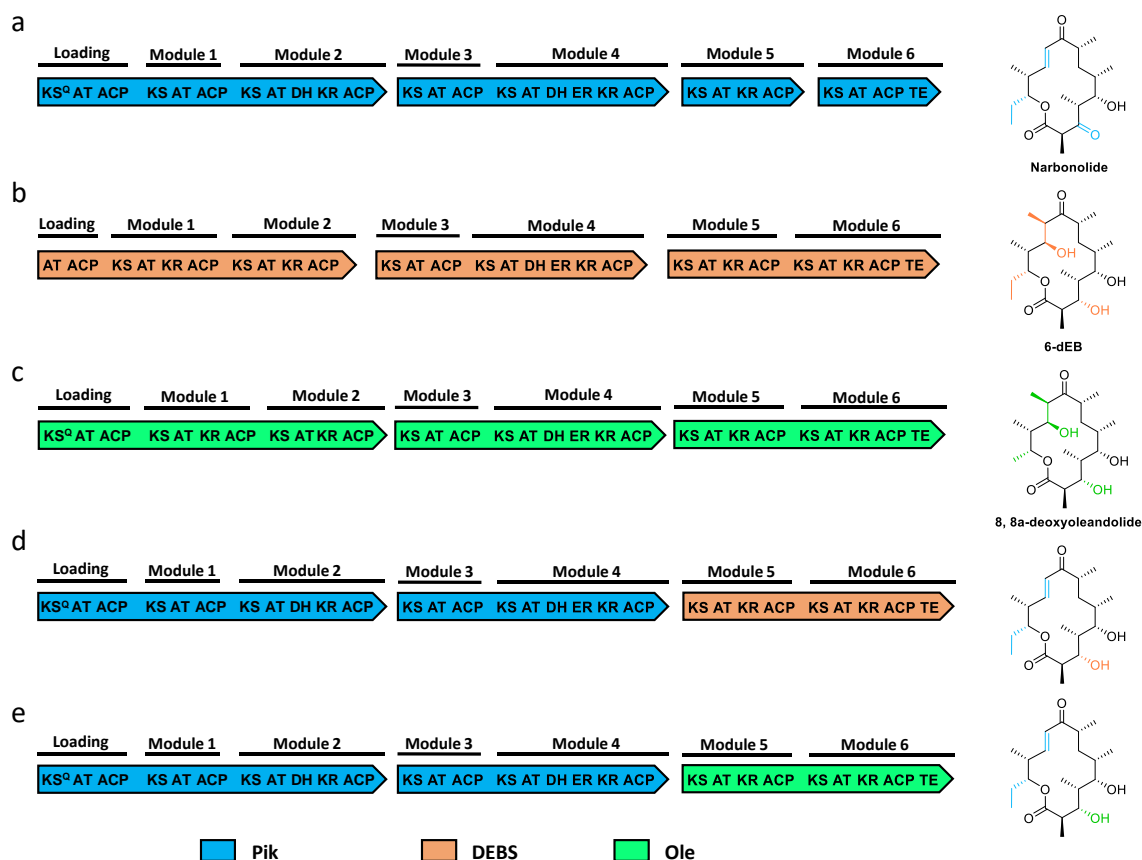 a
Loading Module 1 Module 2 Module 3 Module 4 Module 5 Module 6
KSQ AT ACP KS AT ACP KS AT DH KR ACP KS AT ACP KS AT DH ER KR ACP KS AT KR ACP KS AT ACP TE
O
O
O
OH
O
Narbonolide
b
Loading Module 1 Module 2 Module 3 Module 4 Module 5 Module 6
AT ACP KS AT KR ACP KS AT KR ACP KS AT ACP KS AT DH ER KR ACP KS AT KR ACP KS AT KR ACP TE
O
OH
O
OH
O
OH
6-dEB
c
Loading Module 1 Module 2 Module 3 Module 4 Module 5 Module 6
KSQ AT ACP KS AT KR ACP KS AT KR ACP KS AT ACP KS AT DH ER KR ACP KS AT KR ACP KS AT KR ACP TE
O
OH
O
OH
O
OH
8, 8a-deoxyoleandolide
d
Loading Module 1 Module 2 Module 3 Module 4 Module 5 Module 6
KSQ AT ACP KS AT ACP KS AT DH KR ACP KS AT ACP KS AT DH ER KR ACP KS AT KR ACP KS AT KR ACP TE
O
O
OH
O
OH
e
Loading Module 1 Module 2 Module 3 Module 4 Module 5 Module 6
KSQ AT ACP KS AT ACP KS AT DH KR ACP KS AT ACP KS AT DH ER KR ACP KS AT KR ACP KS AT KR ACP TE
O
O
OH
O
OH
Pik DEBS Ole